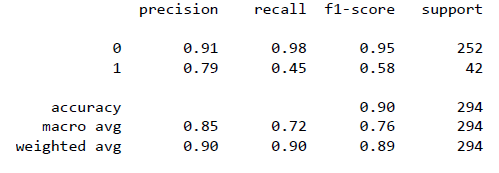 precision recall f1-score support
0 0.91 0.98 0.95 252
1 0.79 0.45 0.58 42
accuracy 0.90 294
macro avg 0.85 0.72 0.76 294
weighted avg 0.90 0.90 0.89 294